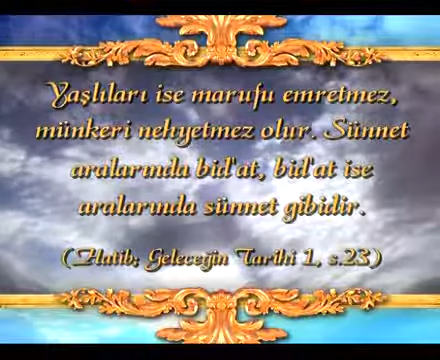 Yaşlıları ise marufu emretmez,
münkeri nehyetmez olur. Sünnet
aralarında bid'at, bid'at ise
aralarında sünnet gibidir.
(Hatib; Geleceğin Tarihi 1, s.23)